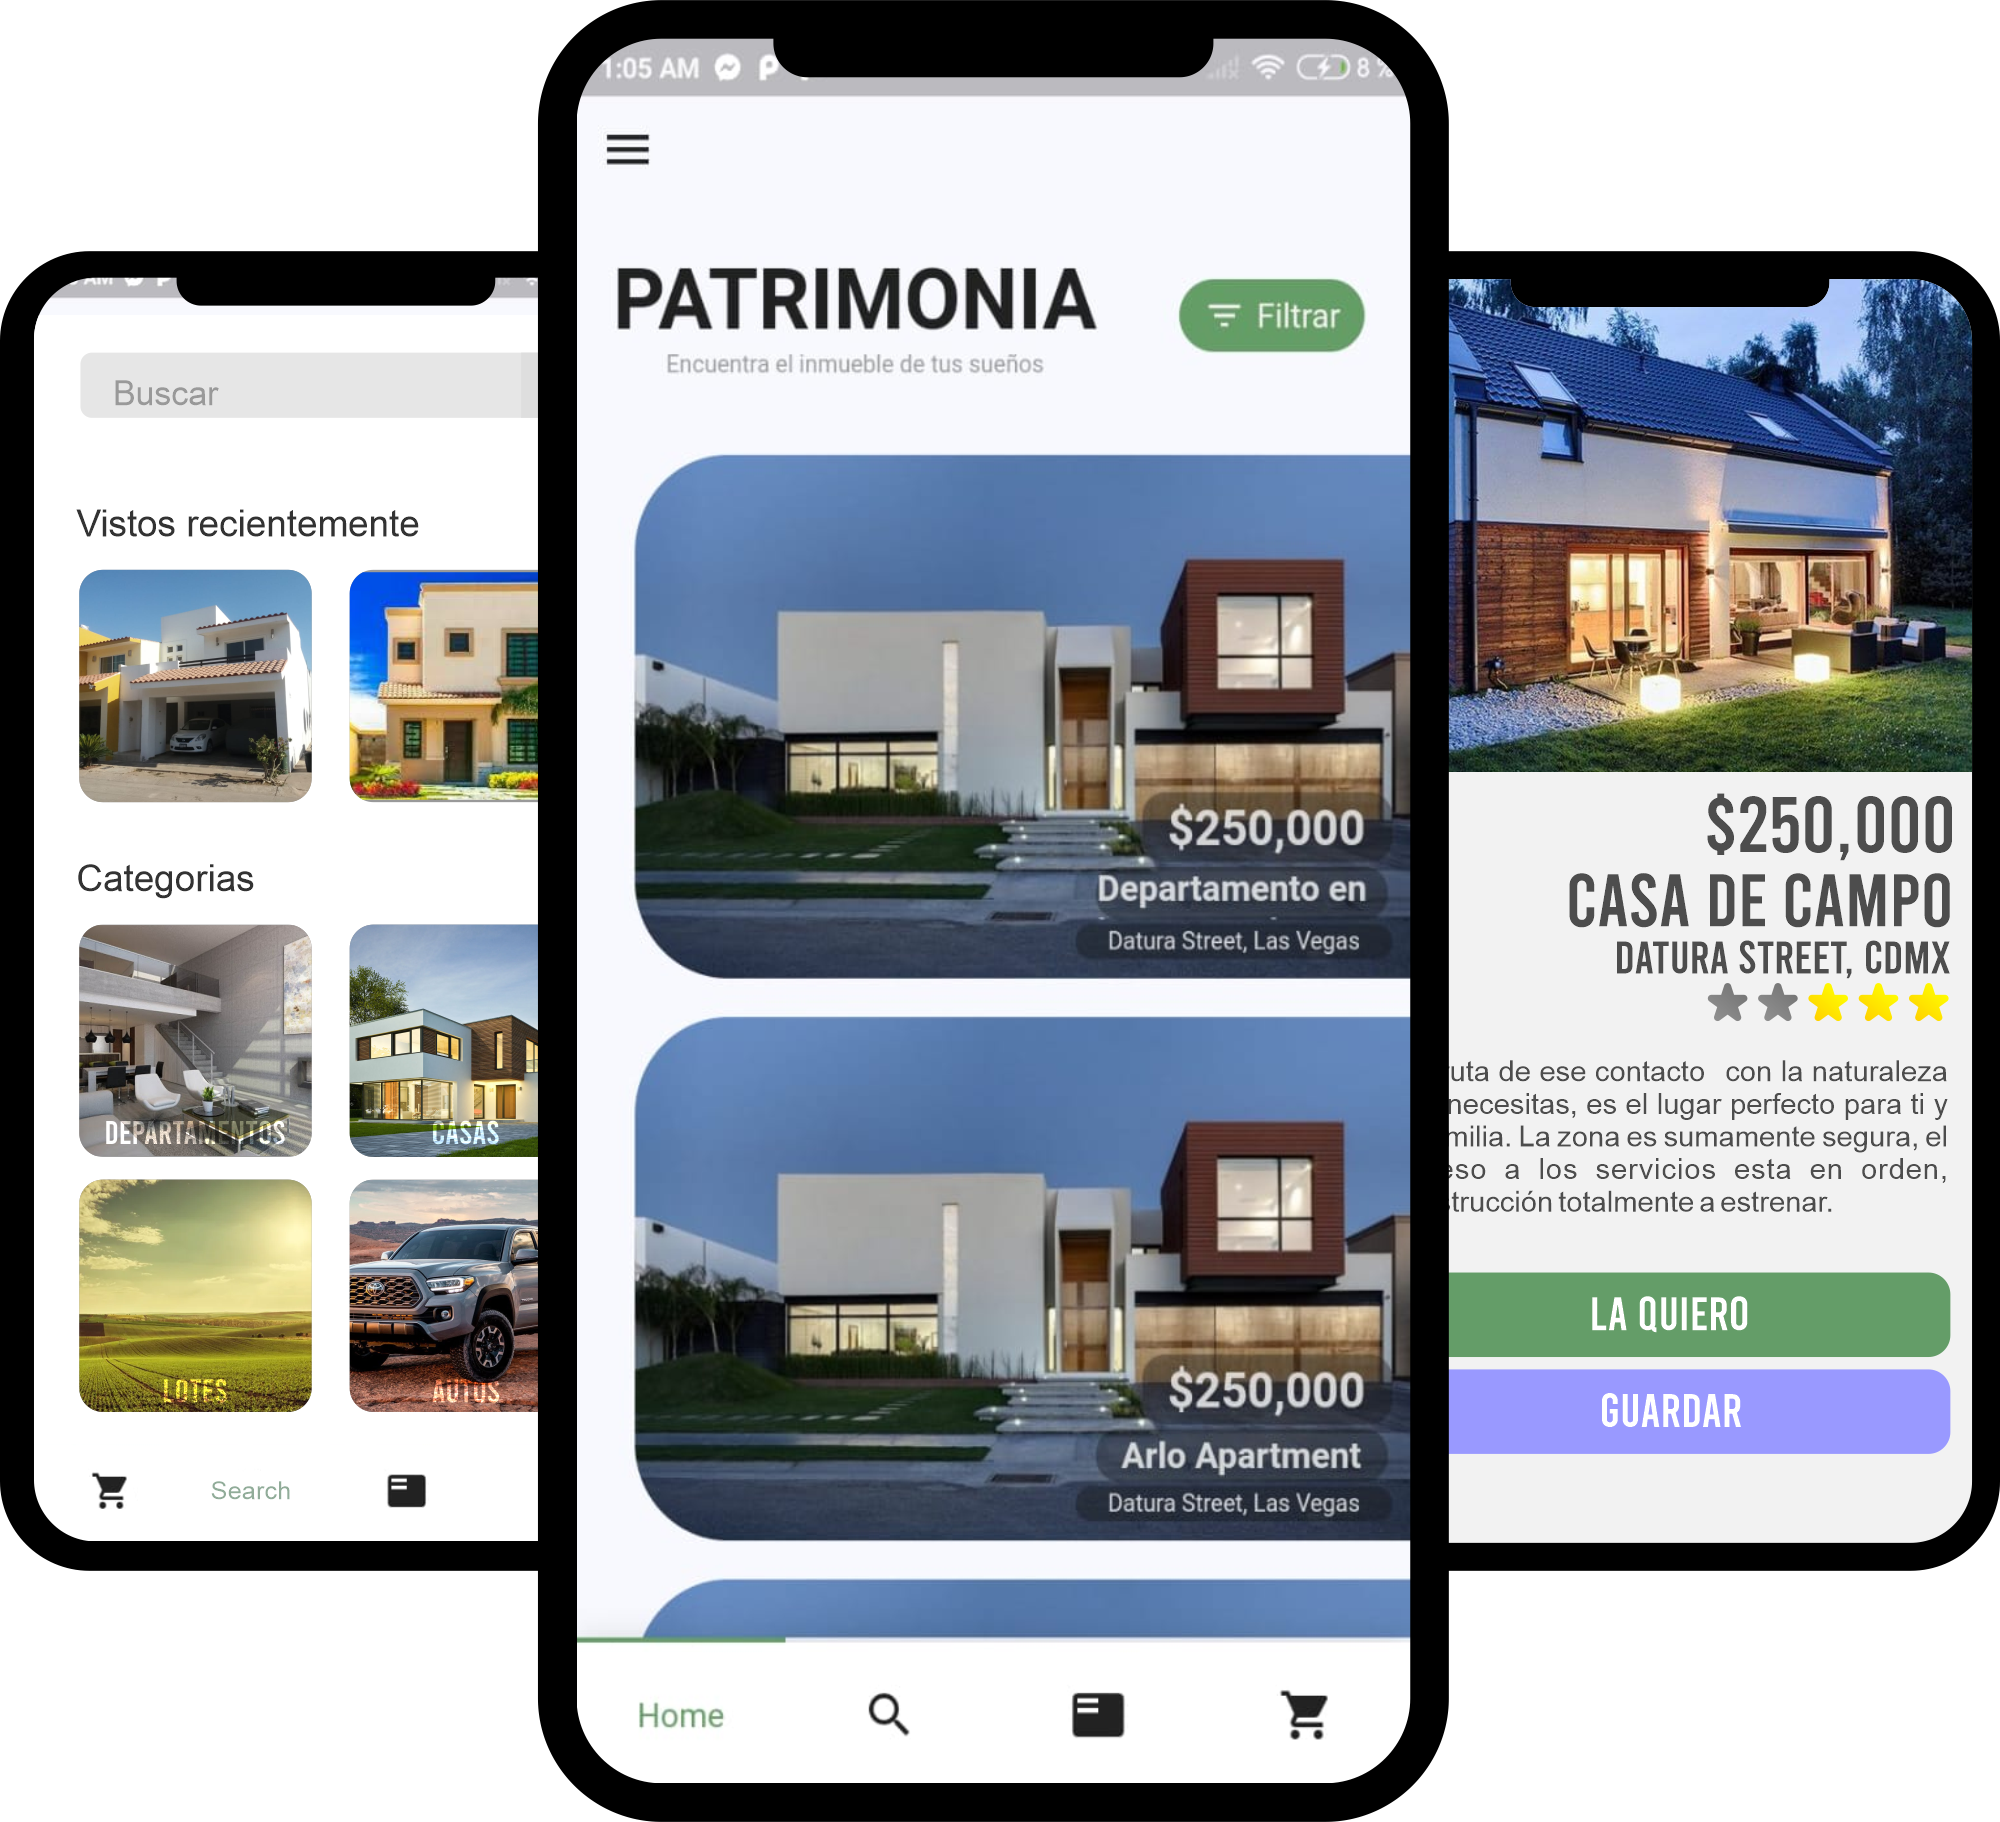 Buscar
Vistos recientemente
Categorias
DEPARTAMENTOS
CASAS
LOTES
AUTOS
Search
1:05 AM
8 %
PATRIMONIA
Filtrar
Encuentra el inmueble de tus sueños
$250,000
Departamento en
Datura Street, Las Vegas
$250,000
Arlo Apartment
Datura Street, Las Vegas
Home
$250,000
CASA DE CAMPO
DATURA STREET, CDMX
ruta de ese contacto con la naturaleza
necesitas, es el lugar perfecto para ti y
milia. La zona es sumamente segura, el
eso a los servicios esta en orden,
strucción totalmente a estrenar.
LA QUIERO
GUARDAR